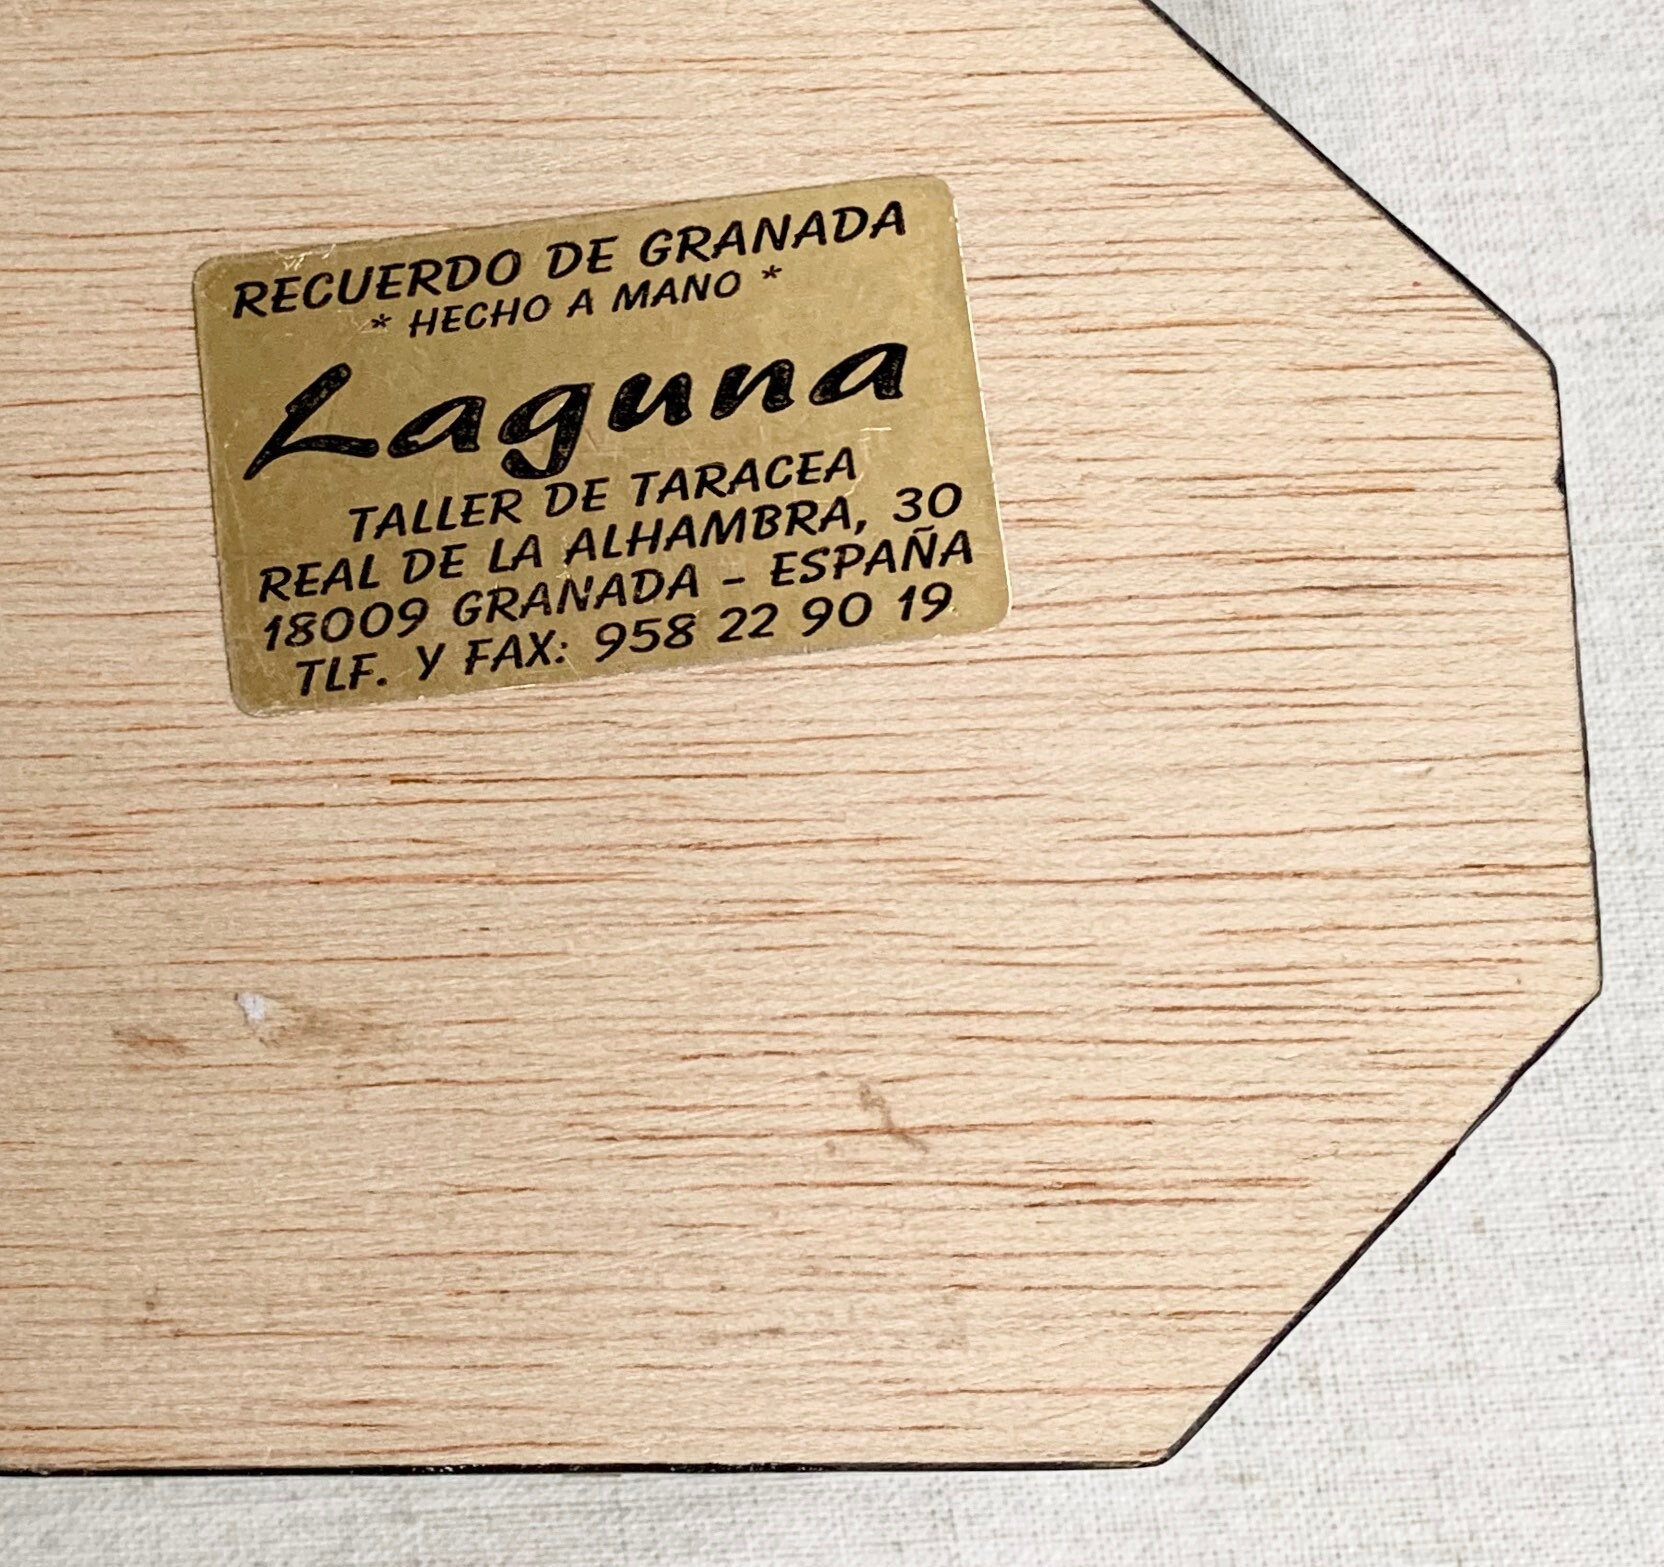 RECUERDO DE GRANADA
* HECHO A MANO *
Laguna
TALLER DE TARACEA
REAL DE LA ALHAMBRA, 30
18009 GRANADA - ESPAÑA
TLF. Y FAX: 958 22 90 19